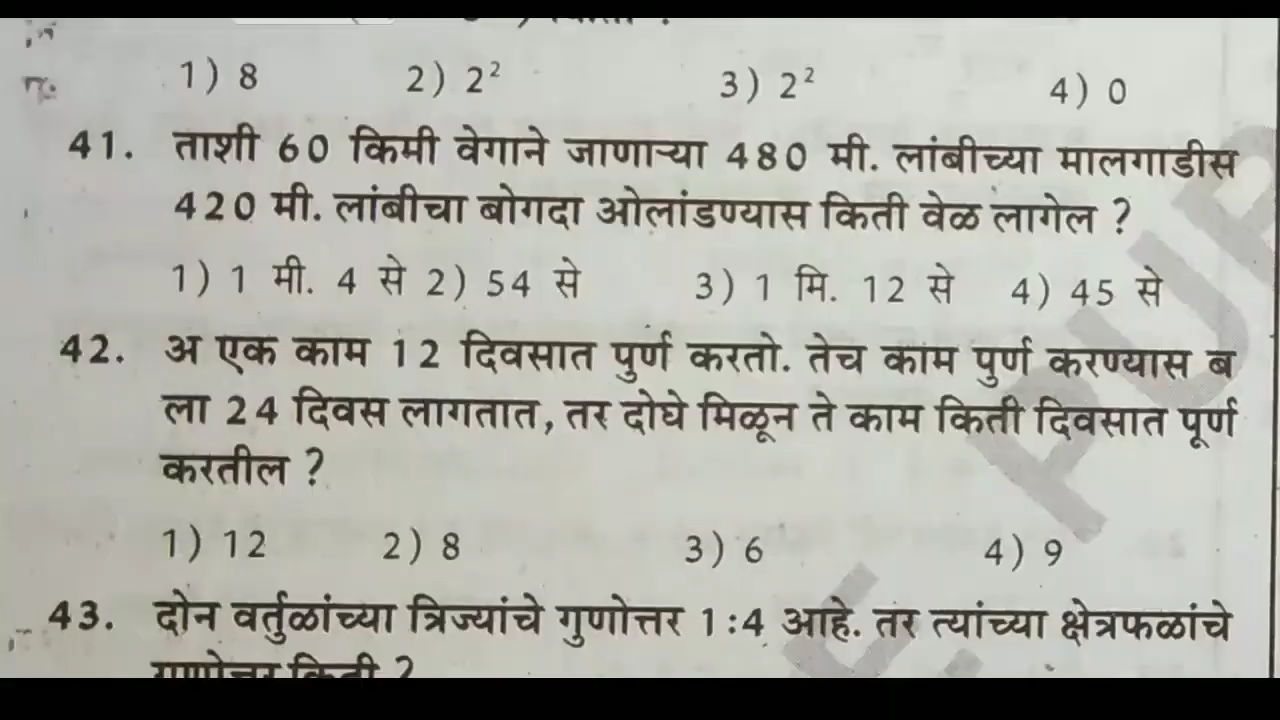 1) 8 2) 2² 3) 2² 4) 0
41. ताशी 60 किमी वेगाने जाणाऱ्या 480 मी. लांबीच्या मालगाडीस
420 मी. लांबीचा बोगदा ओलांडण्यास किती वेळ लागेल ?
1) 1 मी. 4 से 2) 54 से 3) 1 मि. 12 से 4) 45 से
42. अ एक काम 12 दिवसात पुर्ण करतो. तेच काम पुर्ण करण्यास ब
ला 24 दिवस लागतात, तर दोघे मिळून ते काम किती दिवसात पूर्ण
करतील ?
1) 12 2) 8 3) 6 4) 9
43. दोन वर्तुळांच्या त्रिज्यांचे गुणोत्तर 1:4 आहे. तर त्यांच्या क्षेत्रफळांचे
गुणोत्तर किती ?